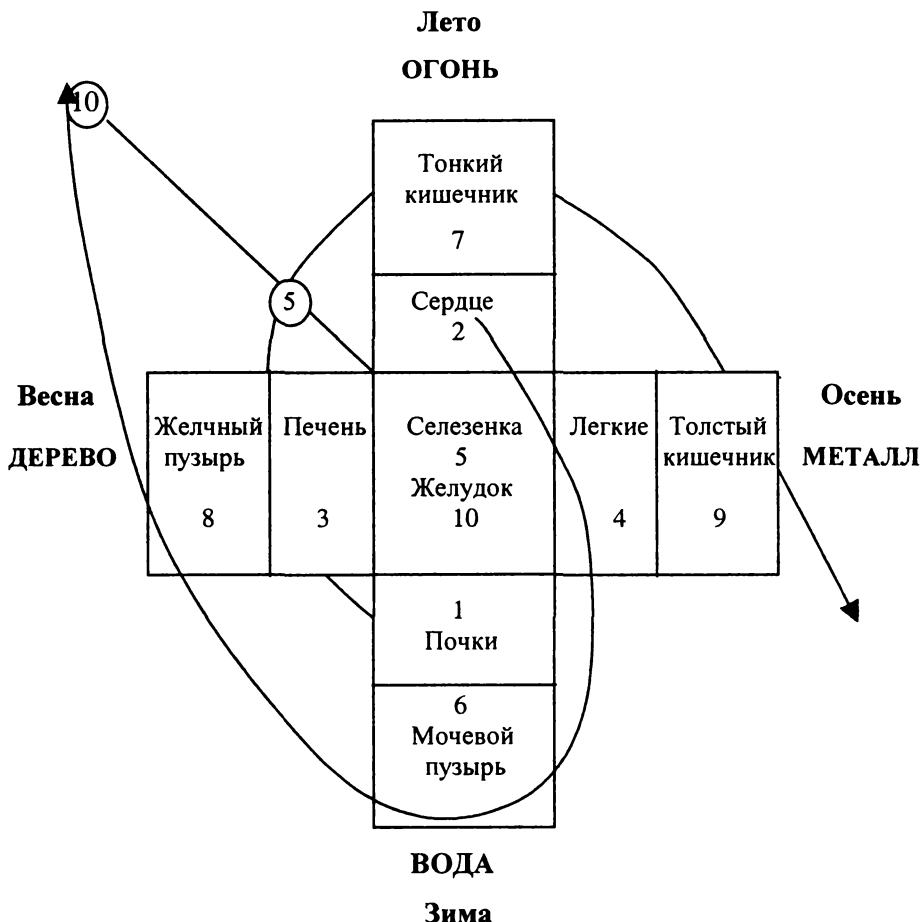 Лето
ОГОНЬ
10
Тонкий
кишечник
7
5
Сердце
2
Весна
ДЕРЕВО
Желчный
пузырь
8
Печень
3
Селезенка
5
Желудок
10
Легкие
4
Толстый
кишечник
9
Осень
МЕТАЛЛ
1
Почки
6
Мочевой
пузырь
ВОДА
Зима